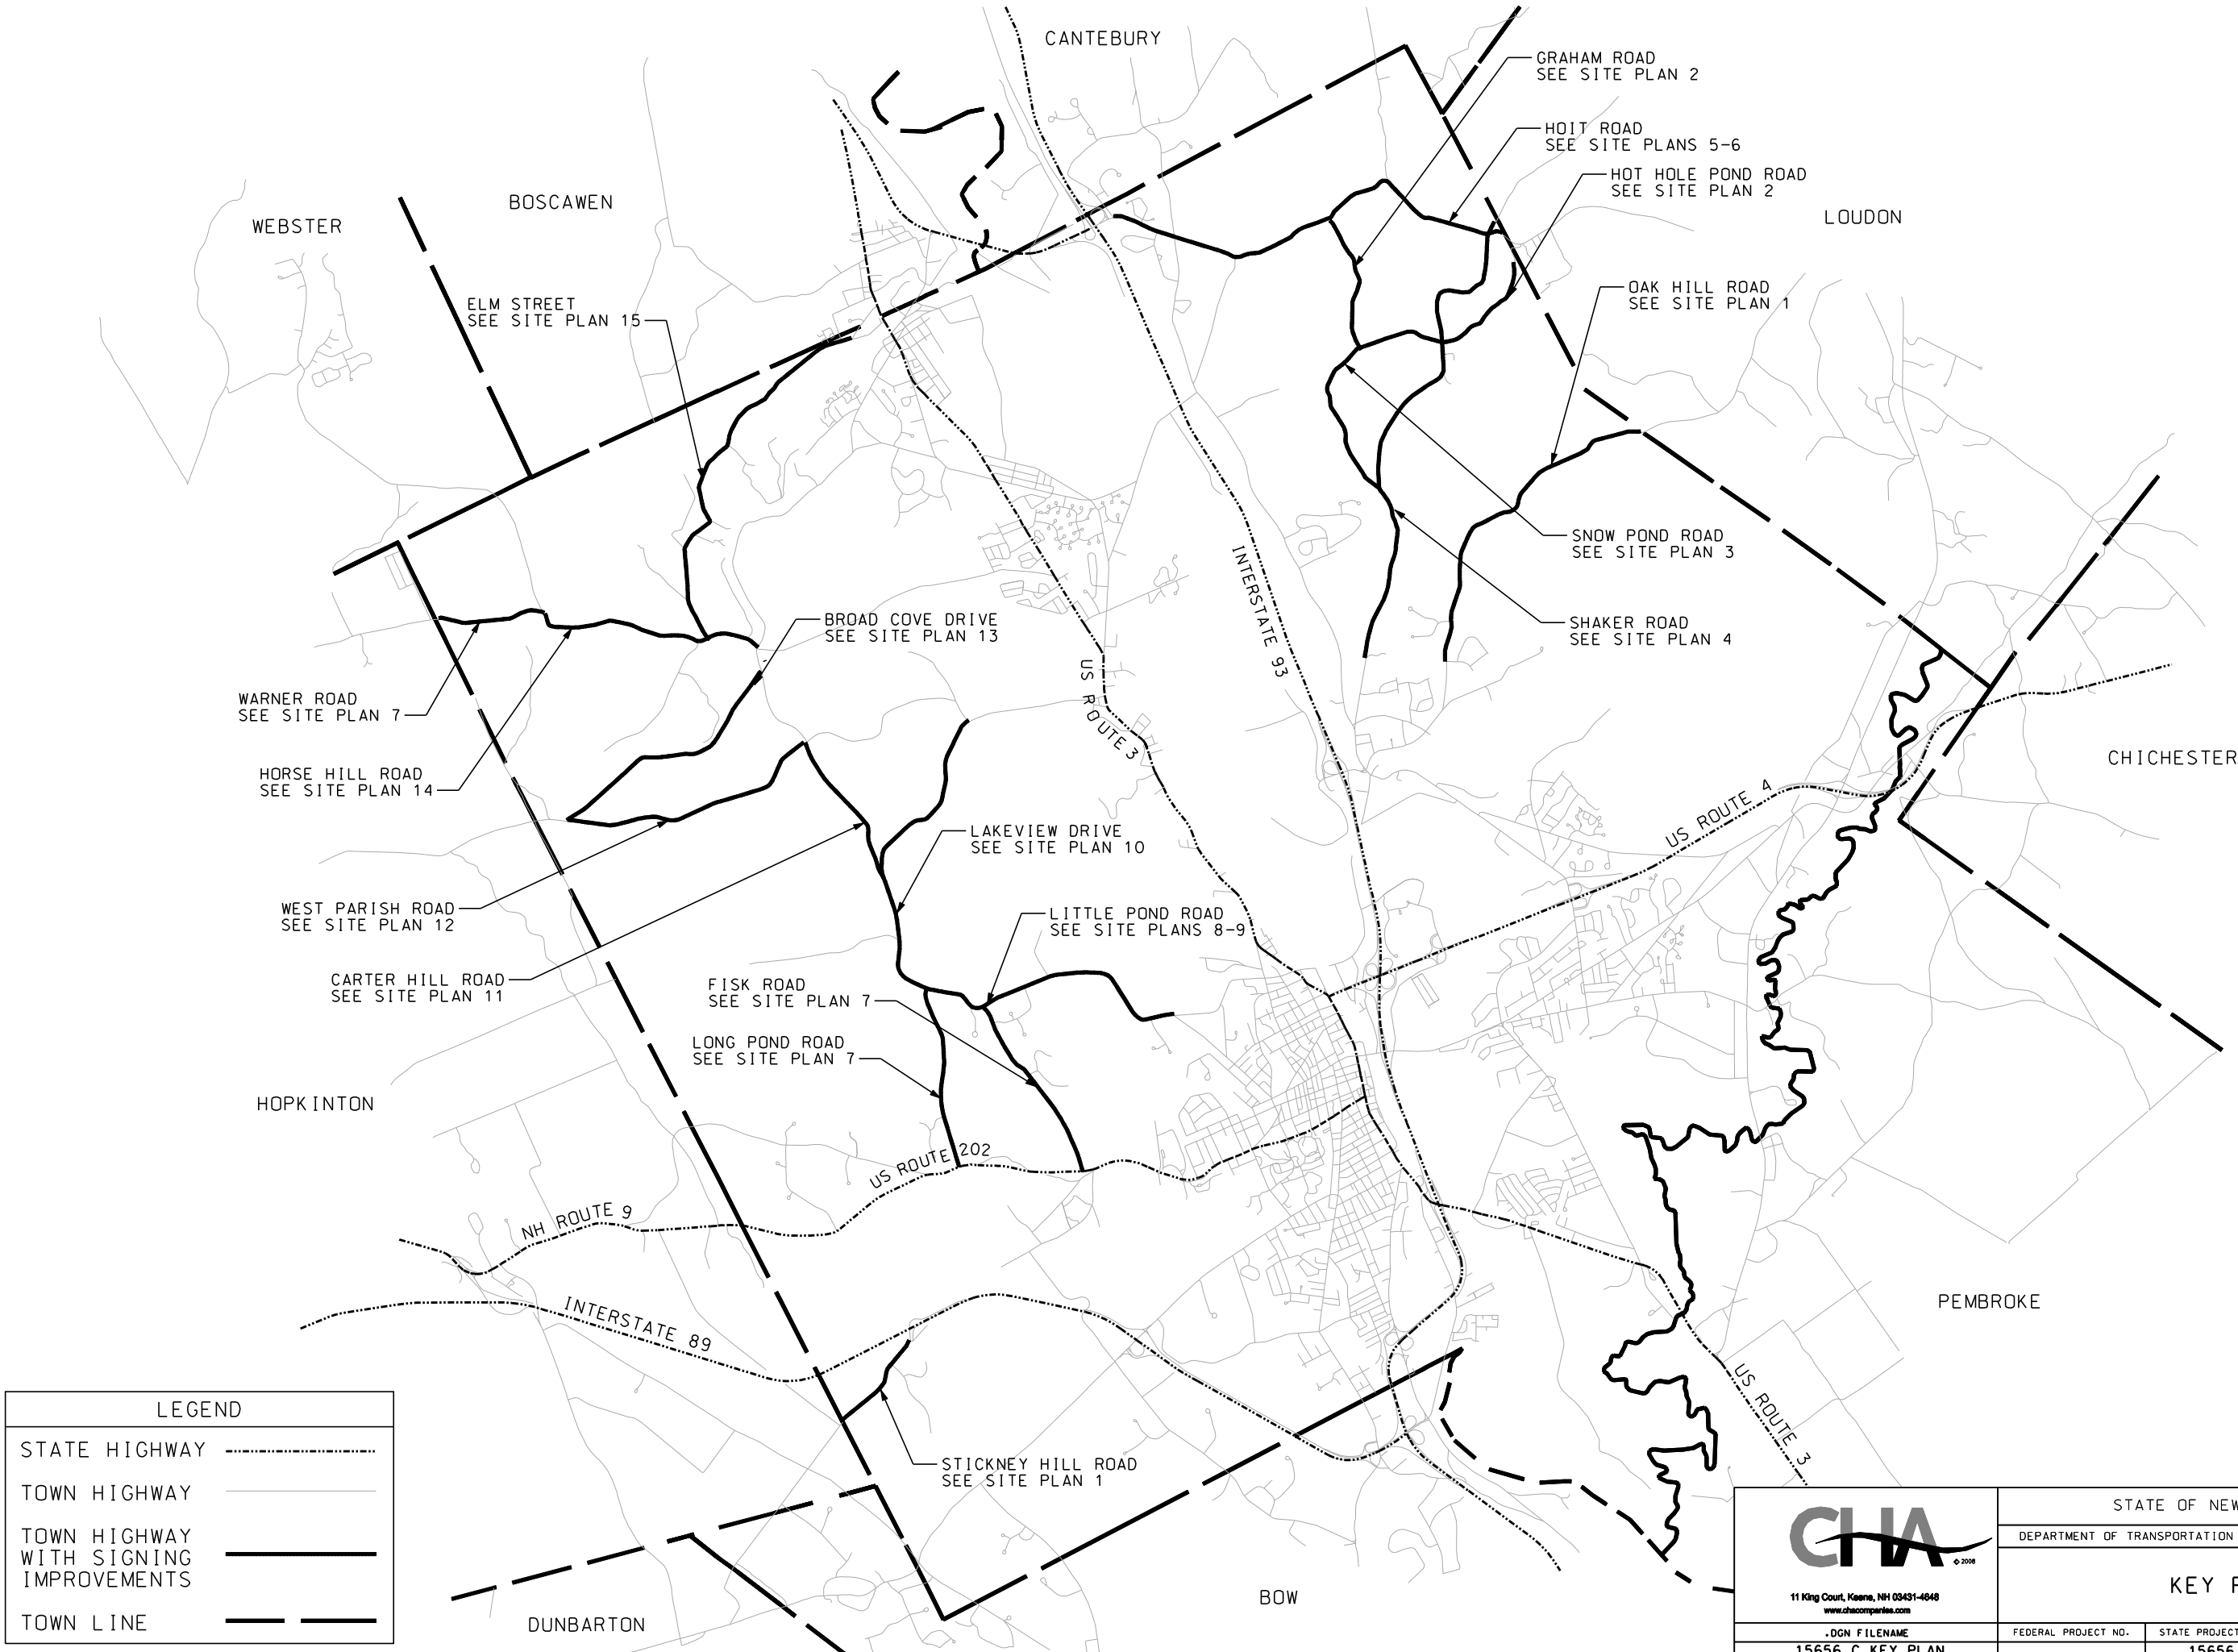 CANTEBURY
GRAHAM ROAD
SEE SITE PLAN 2
HOIT ROAD
SEE SITE PLANS 5-6
HOT HOLE POND ROAD
SEE SITE PLAN 2
BOSCAWEN
WEBSTER
LOUDON
ELM STREET
SEE SITE PLAN 15
OAK HILL ROAD
SEE SITE PLAN 1
SNOW POND ROAD
SEE SITE PLAN 3
INTERSTATE 93
BROAD COVE DRIVE
SEE SITE PLAN 13
SHAKER ROAD
SEE SITE PLAN 4
US ROUTE 3
WARNER ROAD
SEE SITE PLAN 7
HORSE HILL ROAD
SEE SITE PLAN 14
CHICHESTER
US ROUTE 4
LAKEVIEW DRIVE
SEE SITE PLAN 10
WEST PARISH ROAD
SEE SITE PLAN 12
LITTLE POND ROAD
SEE SITE PLANS 8-9
CARTER HILL ROAD
SEE SITE PLAN 11
FISK ROAD
SEE SITE PLAN 7
LONG POND ROAD
SEE SITE PLAN 7
HOPKINTON
US ROUTE 202
NH ROUTE 9
INTERSTATE 89
PEMBROKE
US ROUTE 3
STICKNEY HILL ROAD
SEE SITE PLAN 1
LEGEND
STATE HIGHWAY
TOWN HIGHWAY
TOWN HIGHWAY
WITH SIGNING
IMPROVEMENTS
TOWN LINE
DUNBARTON
BOW
CHA
© 2008
11 King Court, Keene, NH 03431-4648
www.chacompanies.com
STATE OF NEW
DEPARTMENT OF TRANSPORTATION
KEY P
.DGN FILENAME
FEDERAL PROJECT NO.
STATE PROJECT
15656 C KEY PLAN
15656